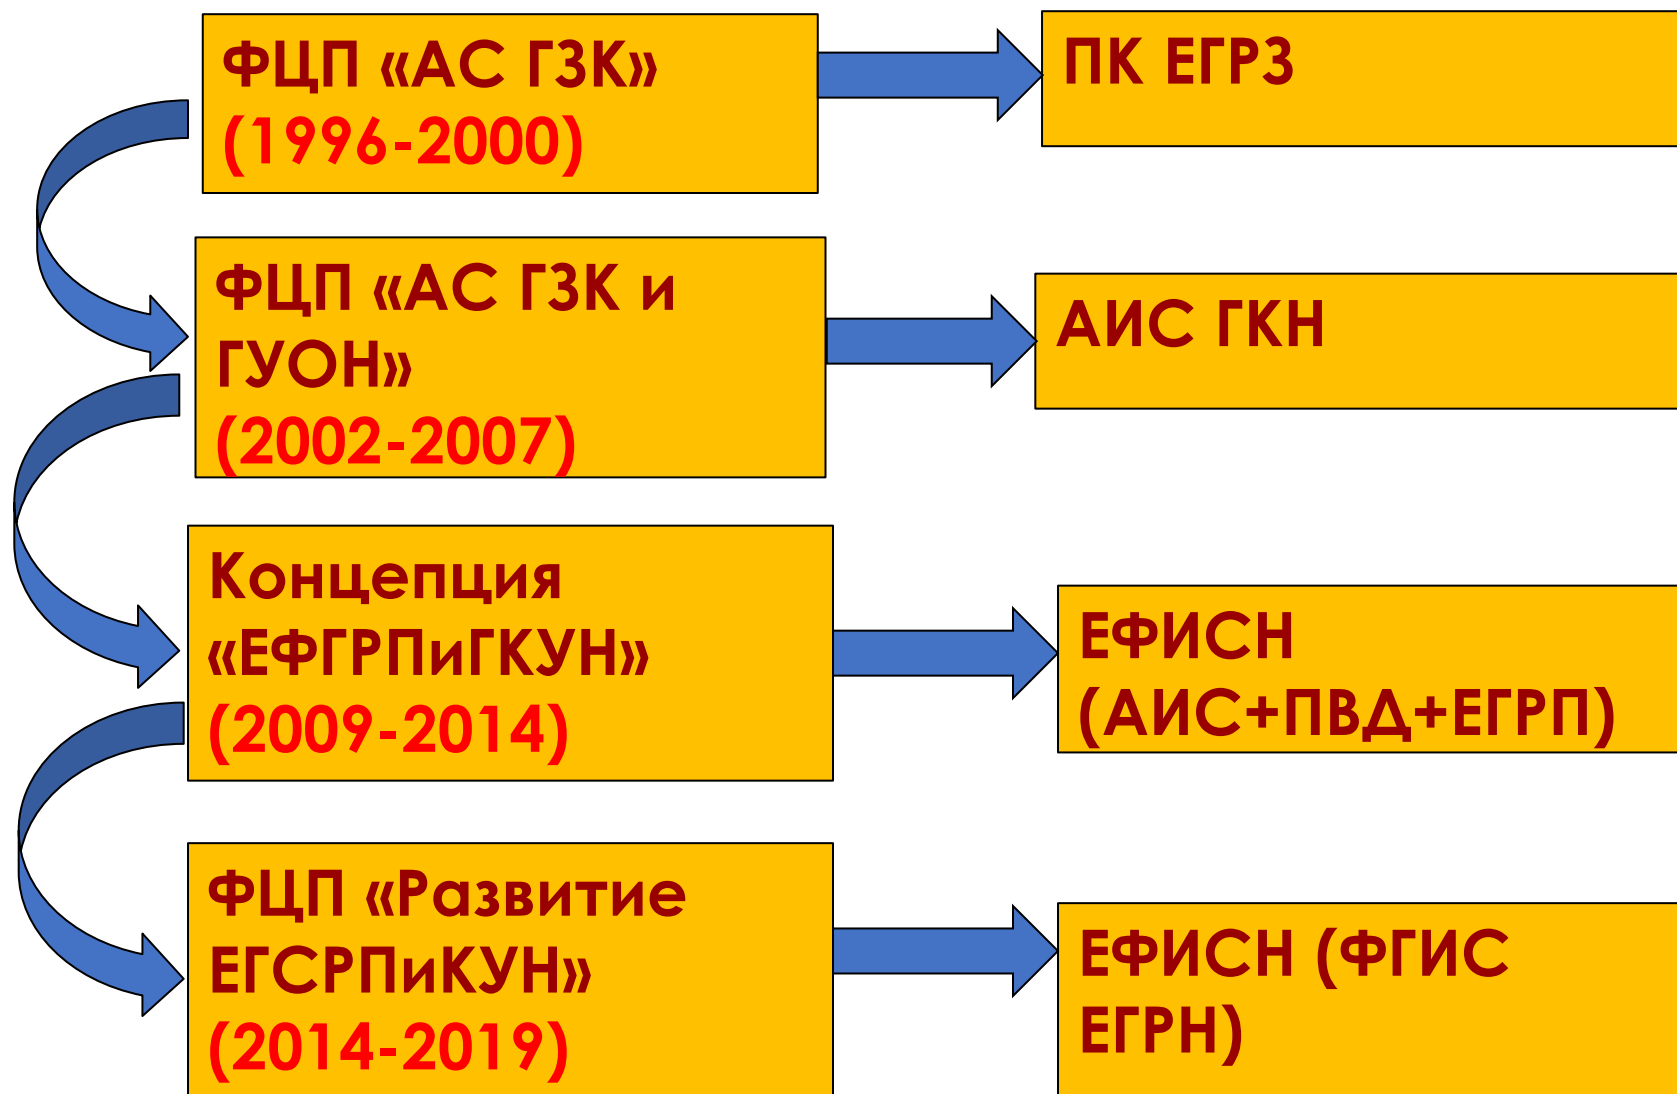 ФЦП «АС ГЗК»
(1996-2000)
ПК ЕГРЗ
ФЦП «АС ГЗК и
ГУОН»
(2002-2007)
АИС ГКН
Концепция
«ЕФГРПиГКУН»
(2009-2014)
ЕФИСН
(АИС+ПВД+ЕГРП)
ФЦП «Развитие
ЕГСРПиКУН»
(2014-2019)
ЕФИСН (ФГИС
ЕГРН)